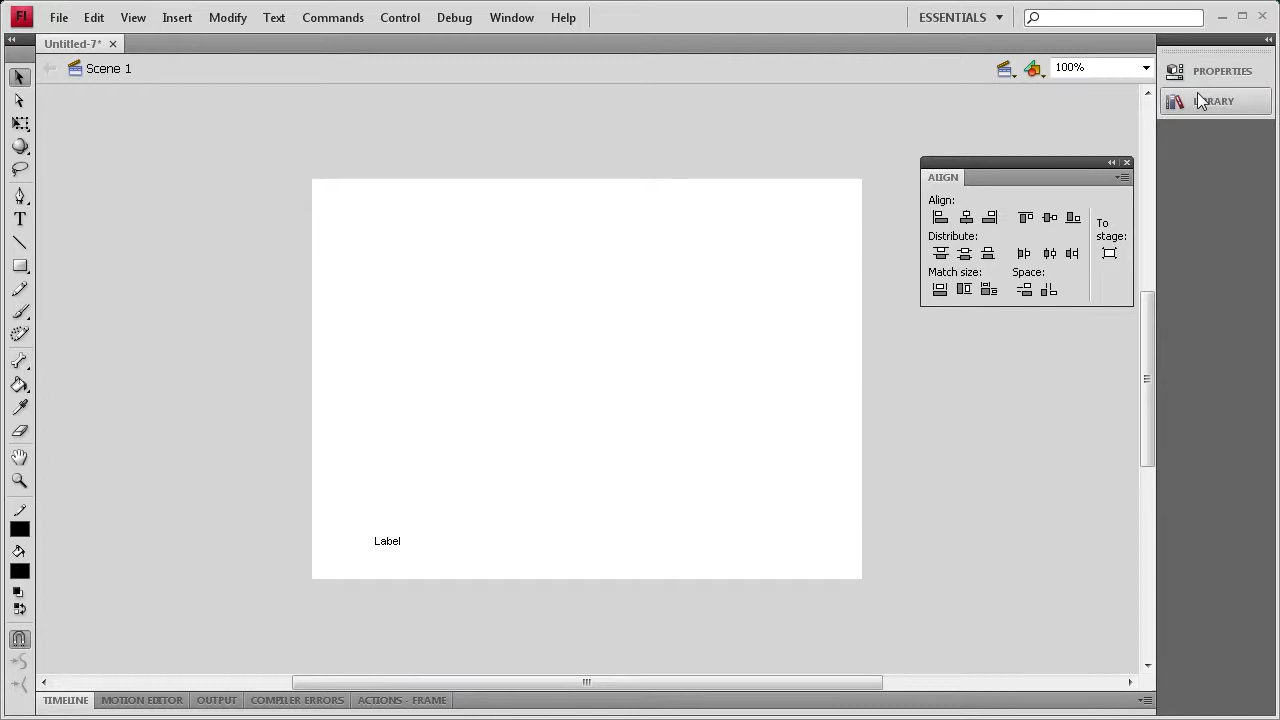 Fl File Edit View Insert Modify Text Commands Control Debug Window Help ESSENTIALS
Untitled-7*
Scene 1 100%
PROPERTIES
LIBRARY
ALIGN
Align:
To
stage:
Distribute:
Match size: Space:
Label
TIMELINE MOTION EDITOR OUTPUT COMPILER ERRORS ACTIONS - FRAME